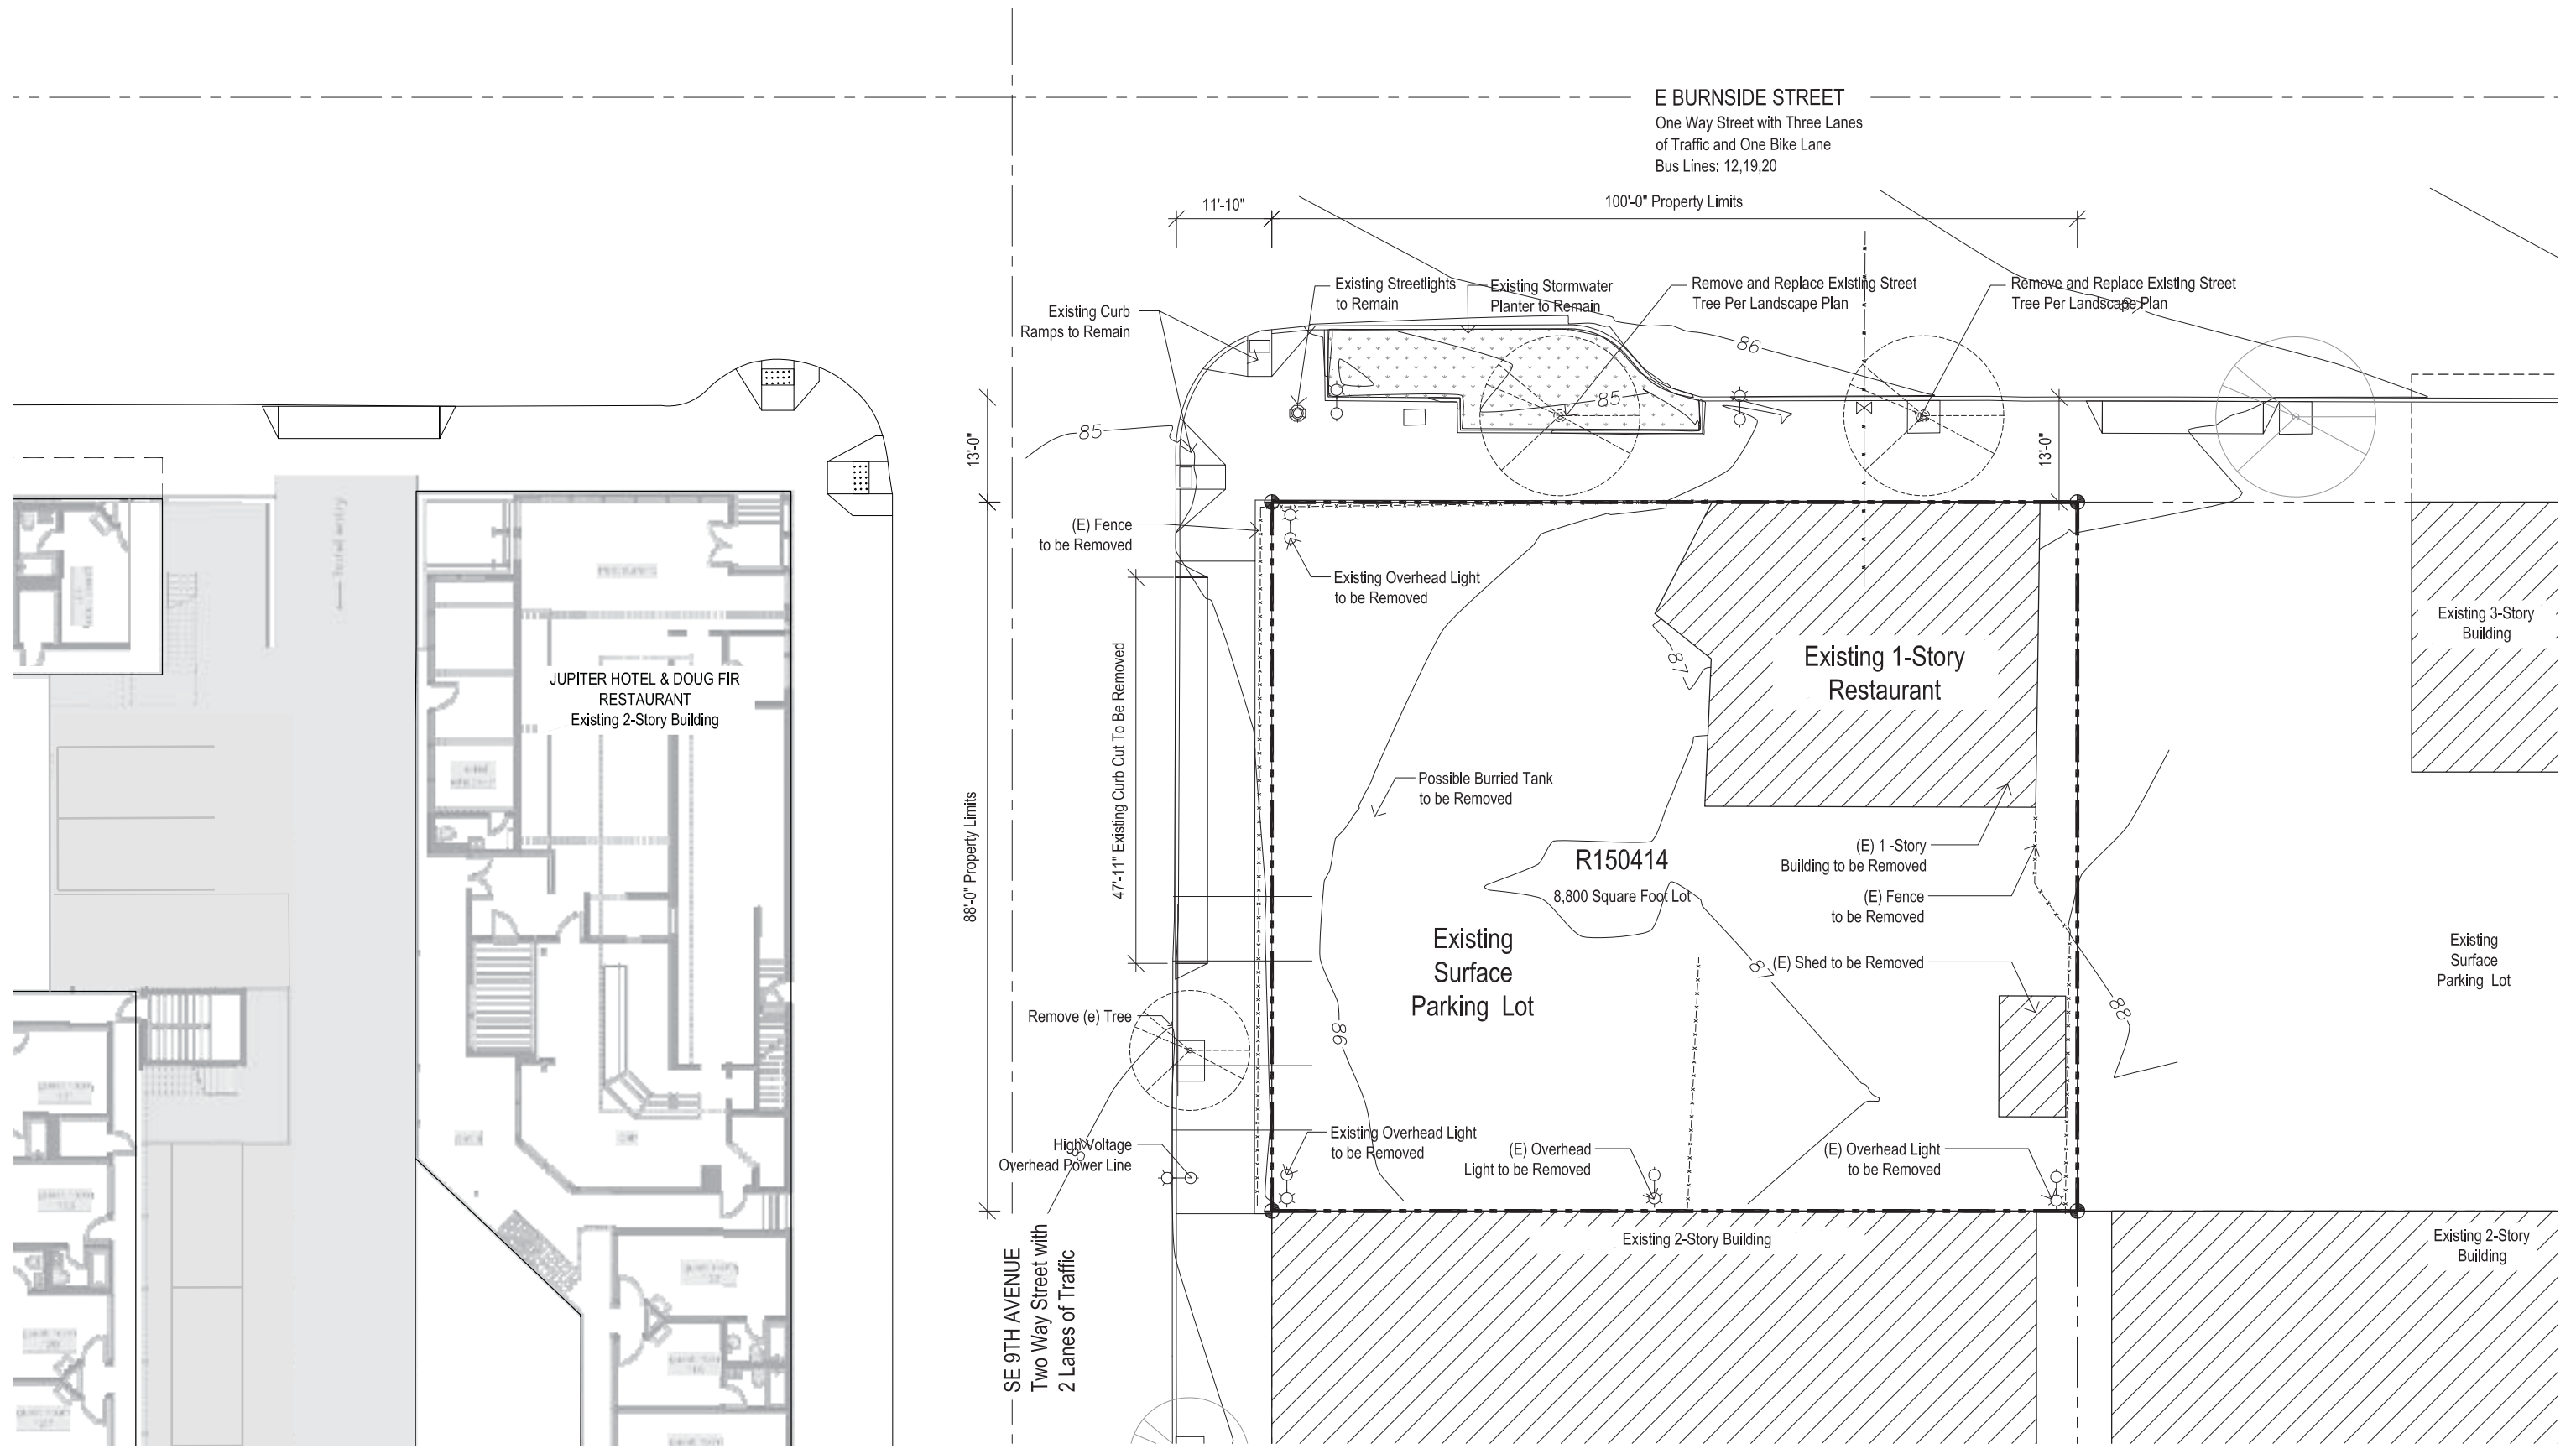 E BURNSIDE STREET
One Way Street with Three Lanes
of Traffic and One Bike Lane
Bus Lines: 12,19,20
11'-10"
100'-0" Property Limits
Existing Streetlights
to Remain
Existing Stormwater
Planter to Remain
Remove and Replace Existing Street
Tree Per Landscape Plan
Remove and Replace Existing Street
Tree Per Landscape Plan
Existing Curb
Ramps to Remain
86
85
85
13'-0"
13'-0"
(E) Fence
to be Removed
Existing Overhead Light
to be Removed
47'-11" Existing Curb Cut To Be Removed
88'-0" Property Limits
JUPITER HOTEL & DOUG FIR
RESTAURANT
Existing 2-Story Building
87
Existing 1-Story
Restaurant
Existing 3-Story
Building
Possible Burried Tank
to be Removed
R150414
8,800 Square Foot Lot
(E) 1 -Story
Building to be Removed
(E) Fence
to be Removed
Existing
Surface
Parking Lot
87
(E) Shed to be Removed
Existing
Surface
Parking Lot
86
88
Remove (e) Tree
High Voltage
Overhead Power Line
Existing Overhead Light
to be Removed
(E) Overhead
Light to be Removed
(E) Overhead Light
to be Removed
SE 9TH AVENUE
Two Way Street with
2 Lanes of Traffic
Existing 2-Story Building
Existing 2-Story
Building